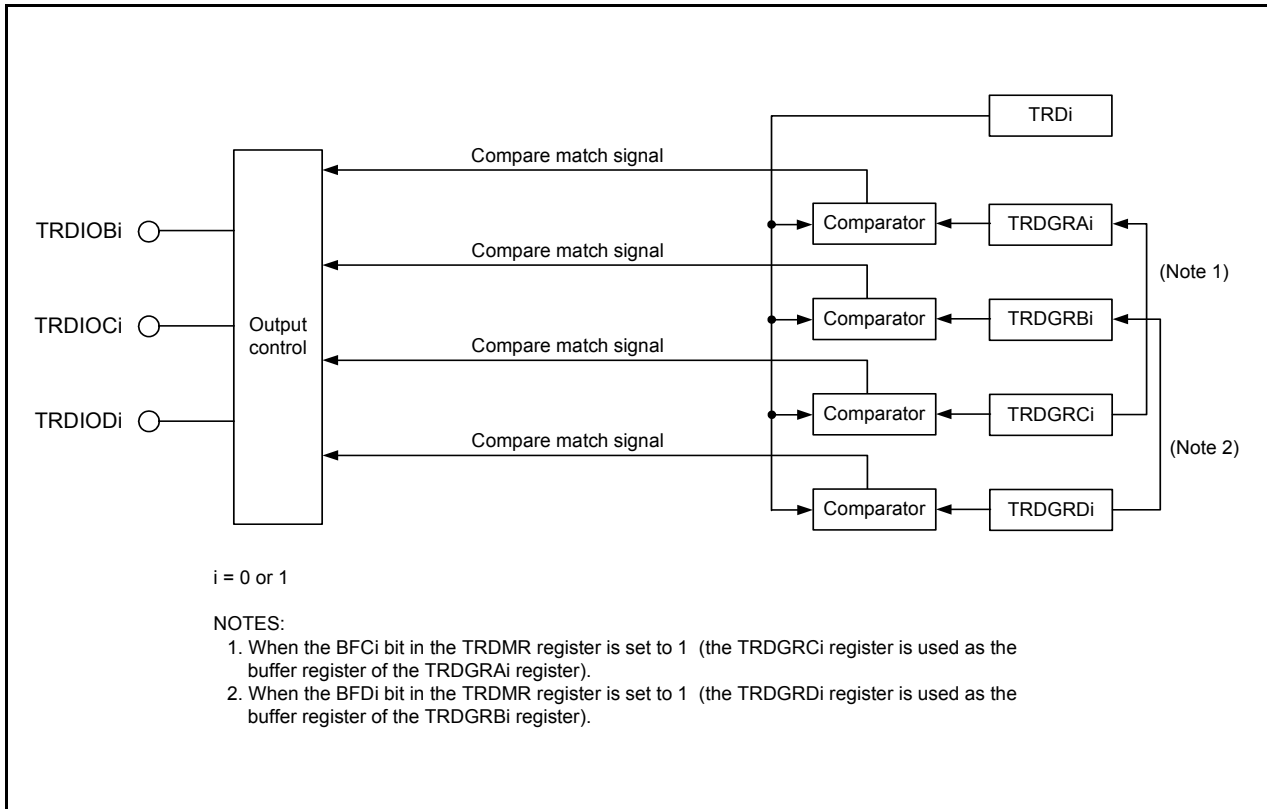 TRDi
Compare match signal
Comparator
TRDGRAi
TRDIOBi
Compare match signal
(Note 1)
Comparator
TRDGRBi
TRDIOCi
Output
control
Compare match signal
Comparator
TRDGRCi
TRDIODi
Compare match signal
(Note 2)
Comparator
TRDGRDi
i = 0 or 1
NOTES:
1. When the BFCi bit in the TRDMR register is set to 1 (the TRDGRCi register is used as the
buffer register of the TRDGRAi register).
2. When the BFDi bit in the TRDMR register is set to 1 (the TRDGRDi register is used as the
buffer register of the TRDGRBi register).